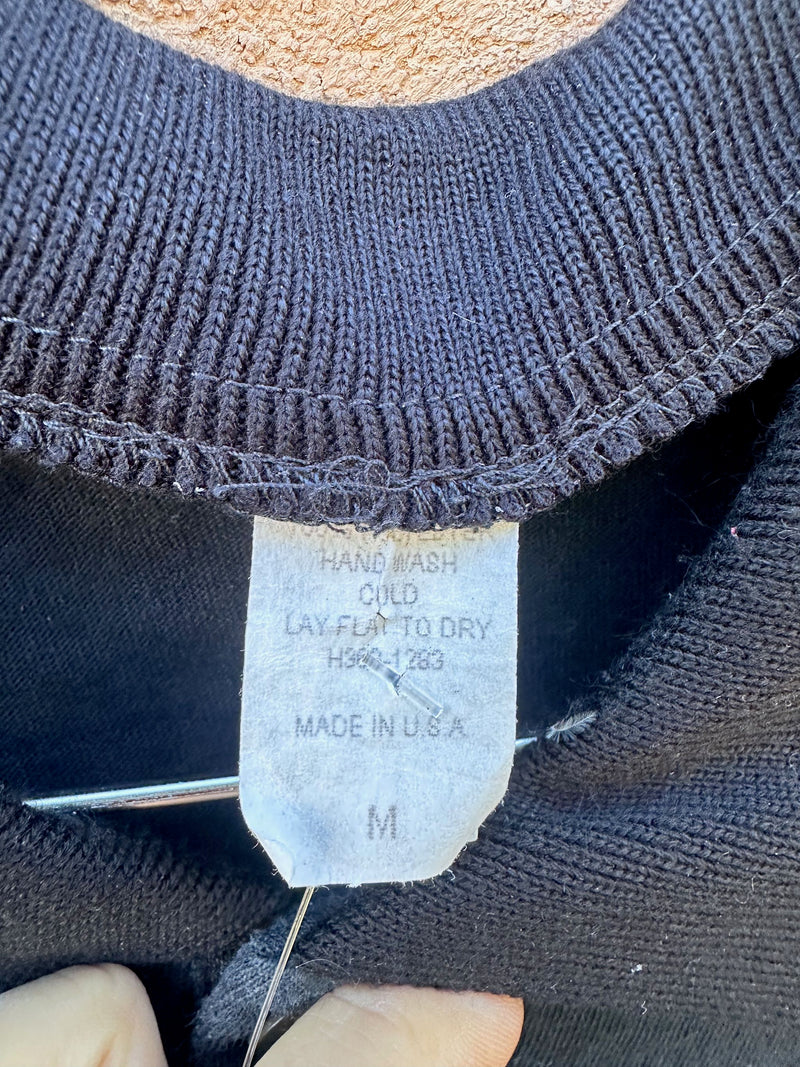 HAND WASH
COLD
LAY FLAT TO DRY
MADE IN U.S.A.
M